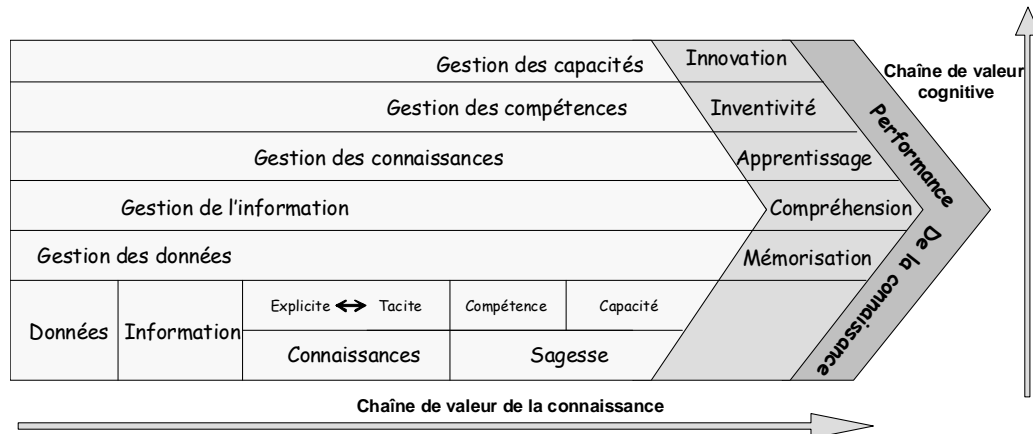 Gestion des capacités
Innovation
Chaîne de valeur
cognitive
Gestion des compétences
Inventivité
Performance
Gestion des connaissances
Apprentissage
Gestion de l'information
Compréhension
De la connaissance
Gestion des données
Mémorisation
Données
Information
Explicite
Tacite
Compétence
Capacité
Connaissances
Sagesse
Chaîne de valeur de la connaissance